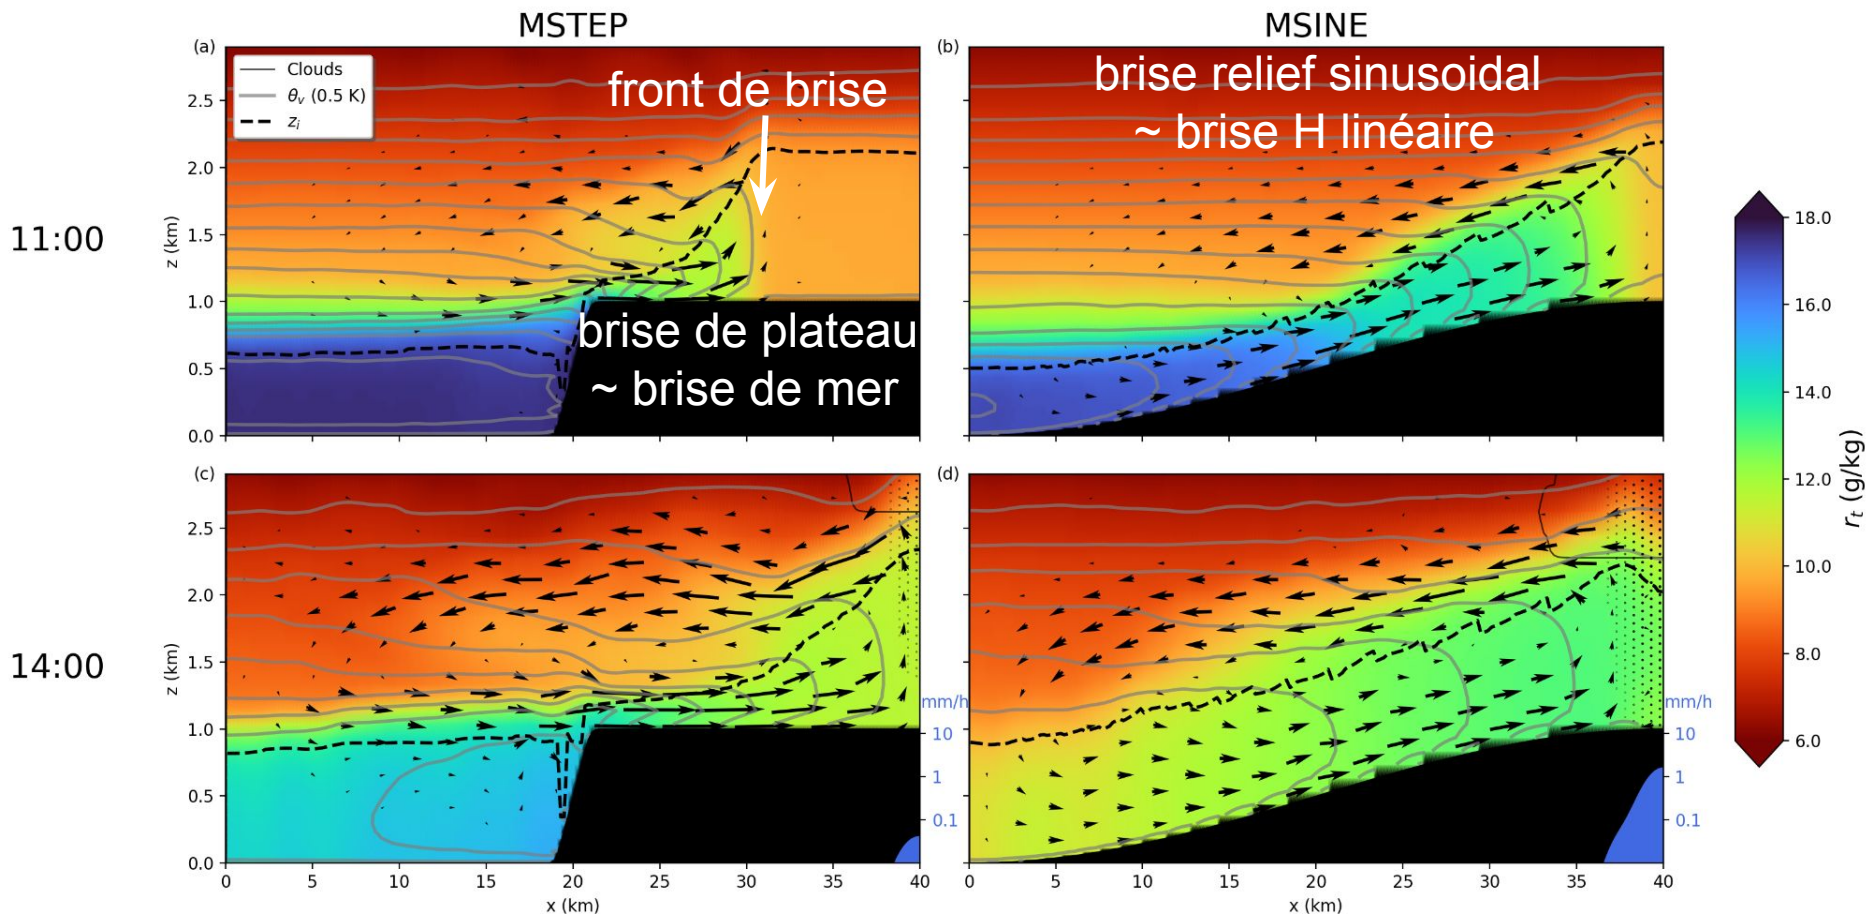 MSTEP
MSINE
(a)
(b)
Clouds
θv (0.5 K)
zi
front de brise
brise relief sinusoidal
~ brise H linéaire
11:00
z (km)
2.5
2.0
1.5
1.0
0.5
0.0
brise de plateau
~ brise de mer
18.0
16.0
14.0
12.0
10.0
8.0
6.0
rt (g/kg)
(c)
(d)
14:00
z (km)
2.5
2.0
1.5
1.0
0.5
0.0
mm/h
10
1
0.1
mm/h
10
1
0.1
0 5 10 15 20 25 30 35 40
x (km)
0 5 10 15 20 25 30 35 40
x (km)